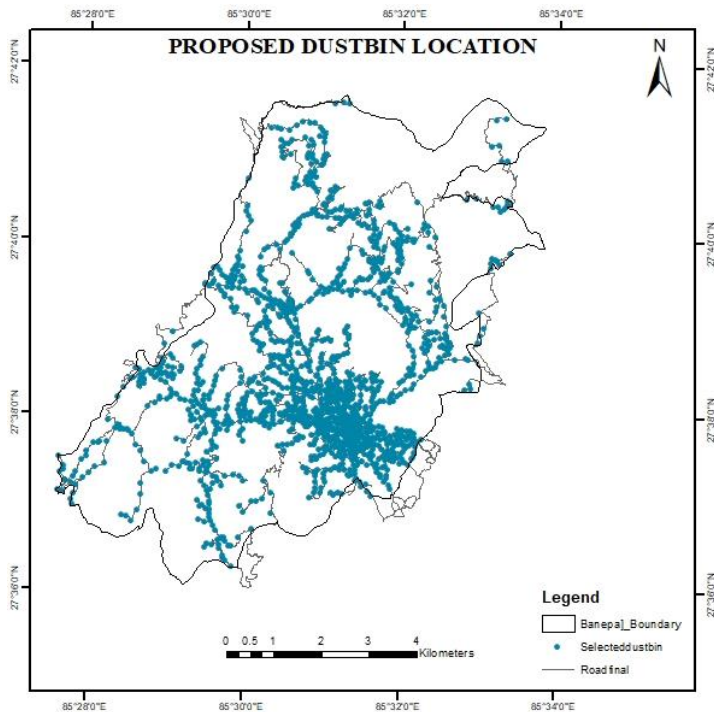 85°28'0"E 85°30'0"E 85°32'0"E 85°34'0"E
PROPOSED DUSTBIN LOCATION
N
27°42'0"N 27°42'0"N
27°40'0"N 27°40'0"N
27°38'0"N 27°38'0"N
27°36'0"N 27°36'0"N
Legend
Banepa]_Boundary
Selecteddustbin
Roadfinal
0 0.5 1 2 3 4
Kilometers
85°28'0"E 85°30'0"E 85°32'0"E 85°34'0"E